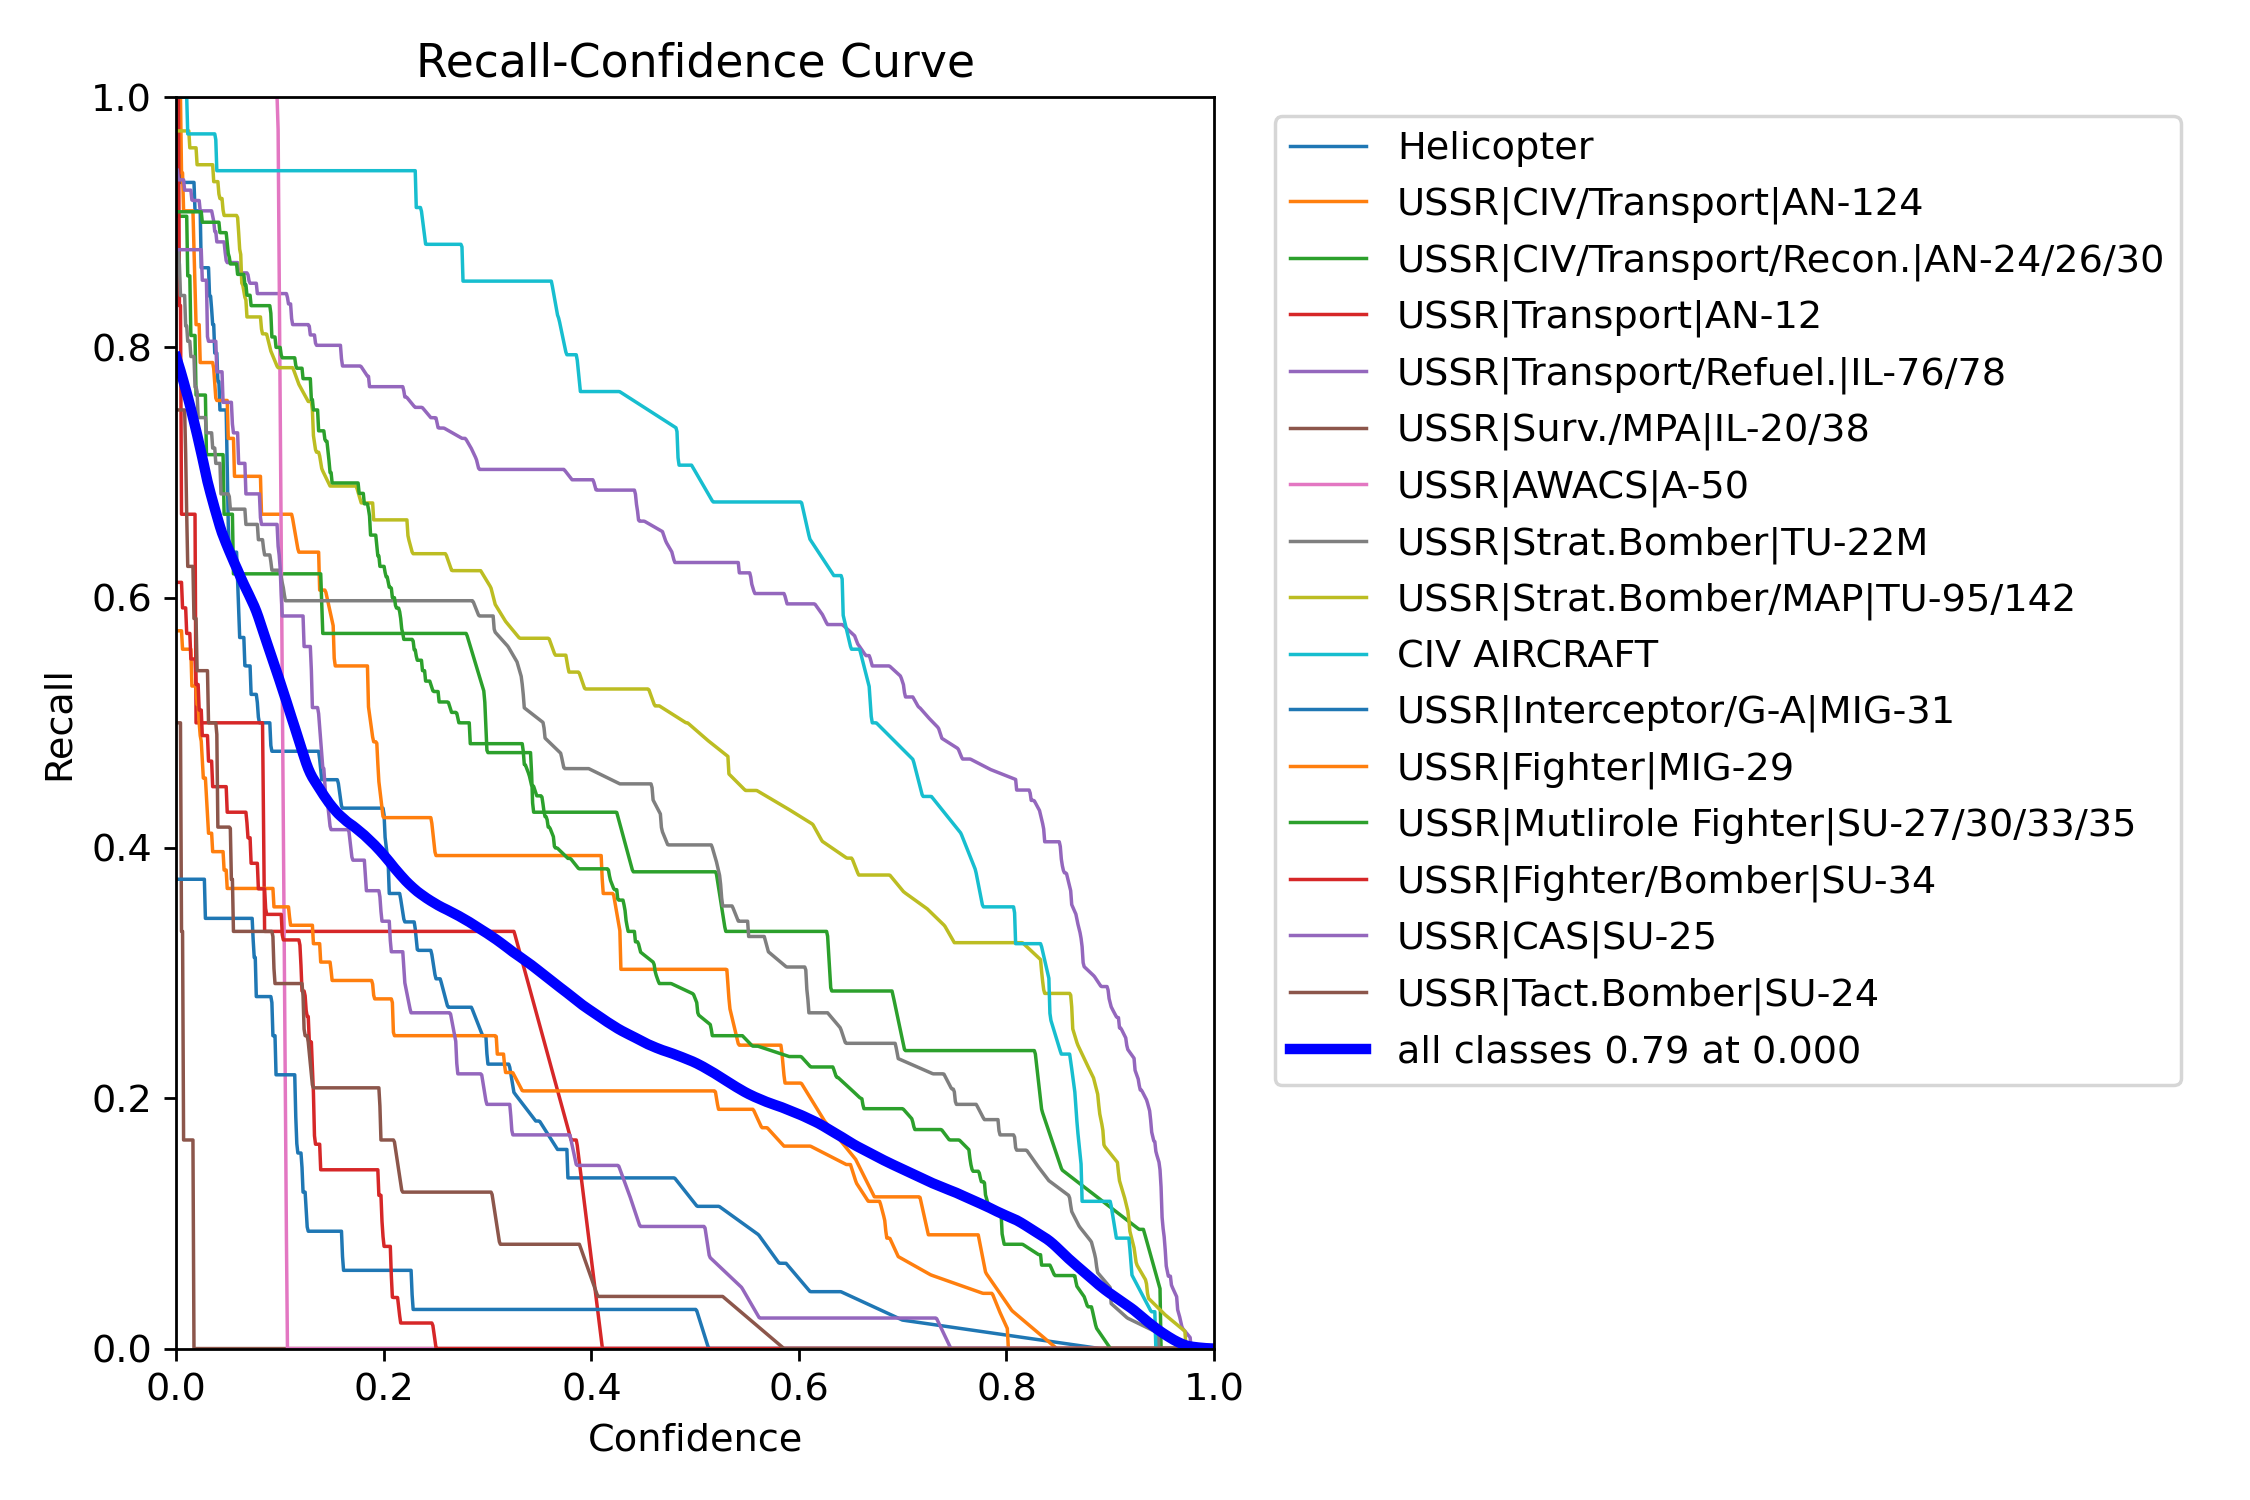 Recall-Confidence Curve
Recall
1.0
0.8
0.6
0.4
0.2
0.0
0.0 0.2 0.4 0.6 0.8 1.0
Confidence
Helicopter
USSR|CIV/Transport|AN-124
USSR|CIV/Transport/Recon.|AN-24/26/30
USSR|Transport|AN-12
USSR|Transport/Refuel.|IL-76/78
USSR|Surv./MPA|IL-20/38
USSR|AWACS|A-50
USSR|Strat.Bomber|TU-22M
USSR|Strat.Bomber/MAP|TU-95/142
CIV AIRCRAFT
USSR|Interceptor/G-A|MIG-31
USSR|Fighter|MIG-29
USSR|Mutlirole Fighter|SU-27/30/33/35
USSR|Fighter/Bomber|SU-34
USSR|CAS|SU-25
USSR|Tact.Bomber|SU-24
all classes 0.79 at 0.000